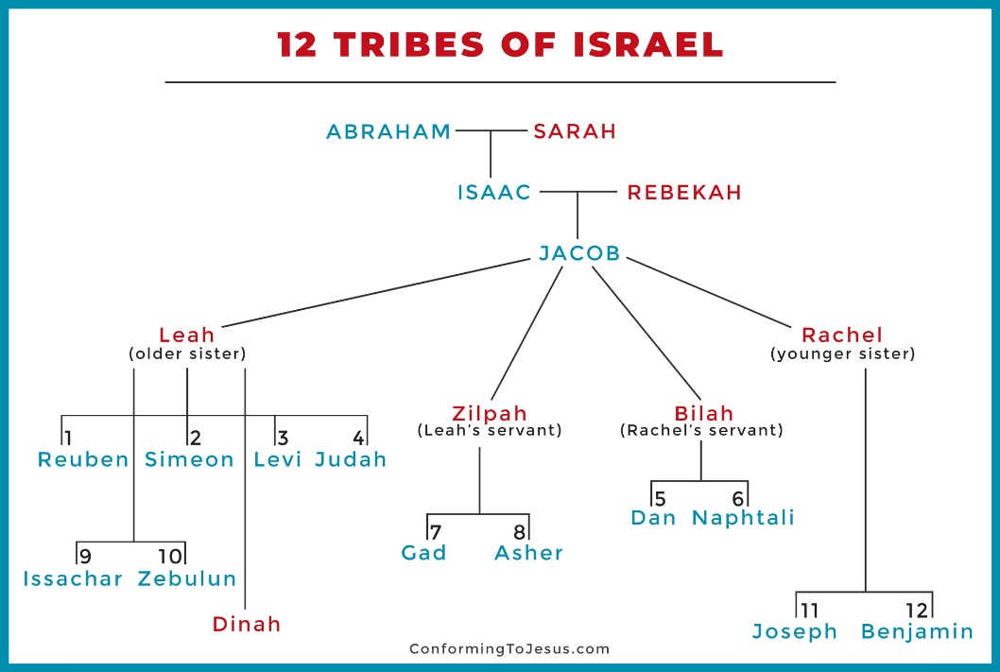 12 TRIBES OF ISRAEL
ABRAHAM SARAH
ISAAC REBEKAH
JACOB
Leah
(older sister)
Rachel
(younger sister)
Zilpah
(Leah's servant)
Bilah
(Rachel's servant)
1 2 3 4
Reuben Simeon Levi Judah
5 6
Dan Naphtali
7 8
Gad Asher
9 10
Issachar Zebulun
11 12
Joseph Benjamin
Dinah
ConformingToJesus.com